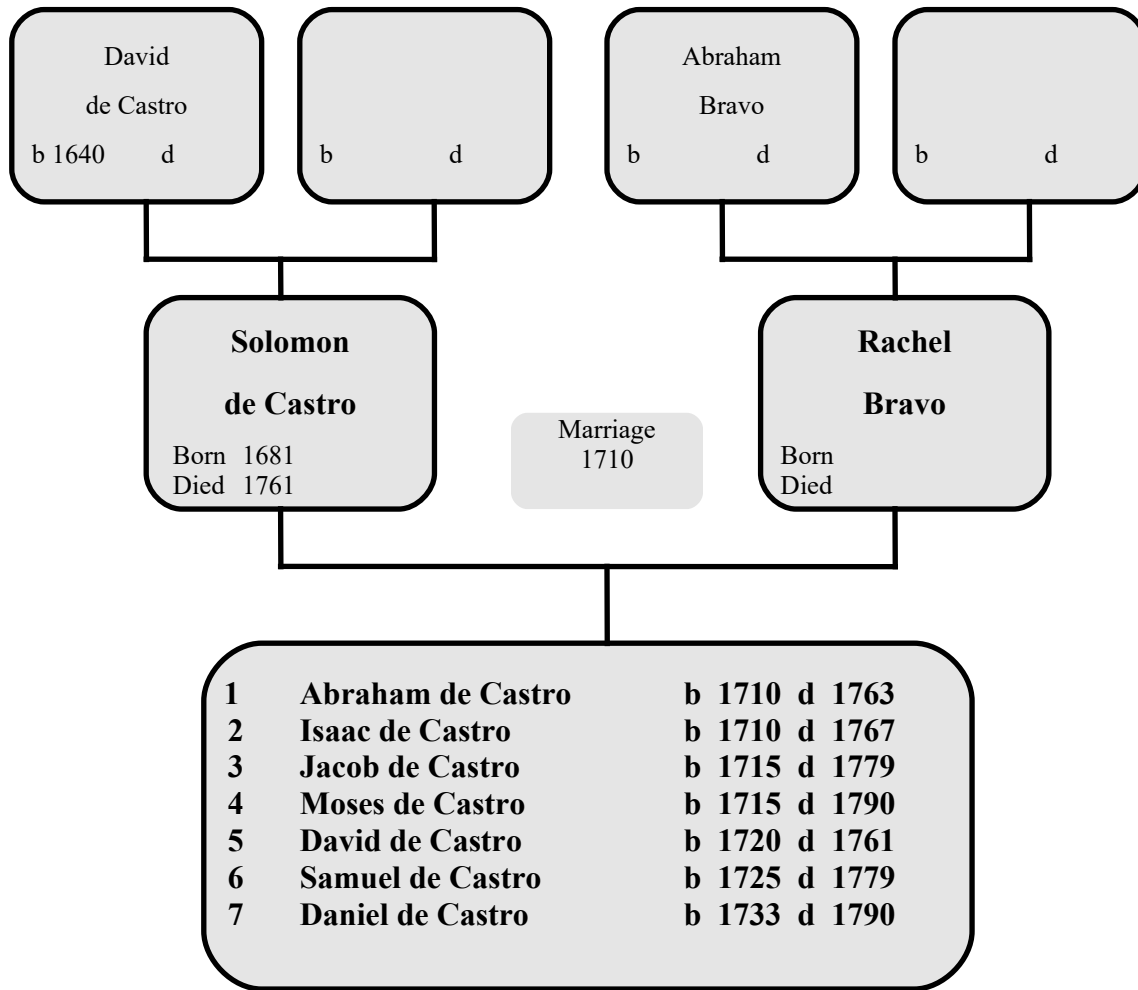 David
de Castro
b 1640 d
b d
Abraham
Bravo
b d
b d
Solomon
de Castro
Born 1681
Died 1761
Marriage
1710
Rachel
Bravo
Born
Died
1 Abraham de Castro b 1710 d 1763
2 Isaac de Castro b 1710 d 1767
3 Jacob de Castro b 1715 d 1779
4 Moses de Castro b 1715 d 1790
5 David de Castro b 1720 d 1761
6 Samuel de Castro b 1725 d 1779
7 Daniel de Castro b 1733 d 1790